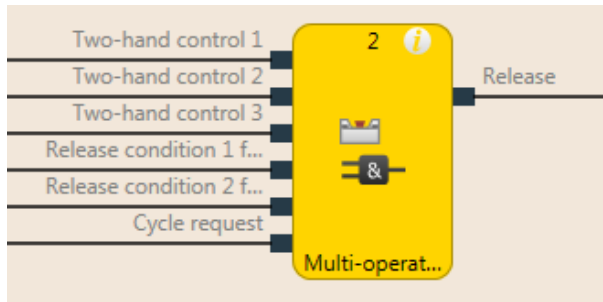 Two-hand control 1
Two-hand control 2
Two-hand control 3
Release condition 1 f...
Release condition 2 f...
Cycle request
2 i
&
Multi-operat...
Release